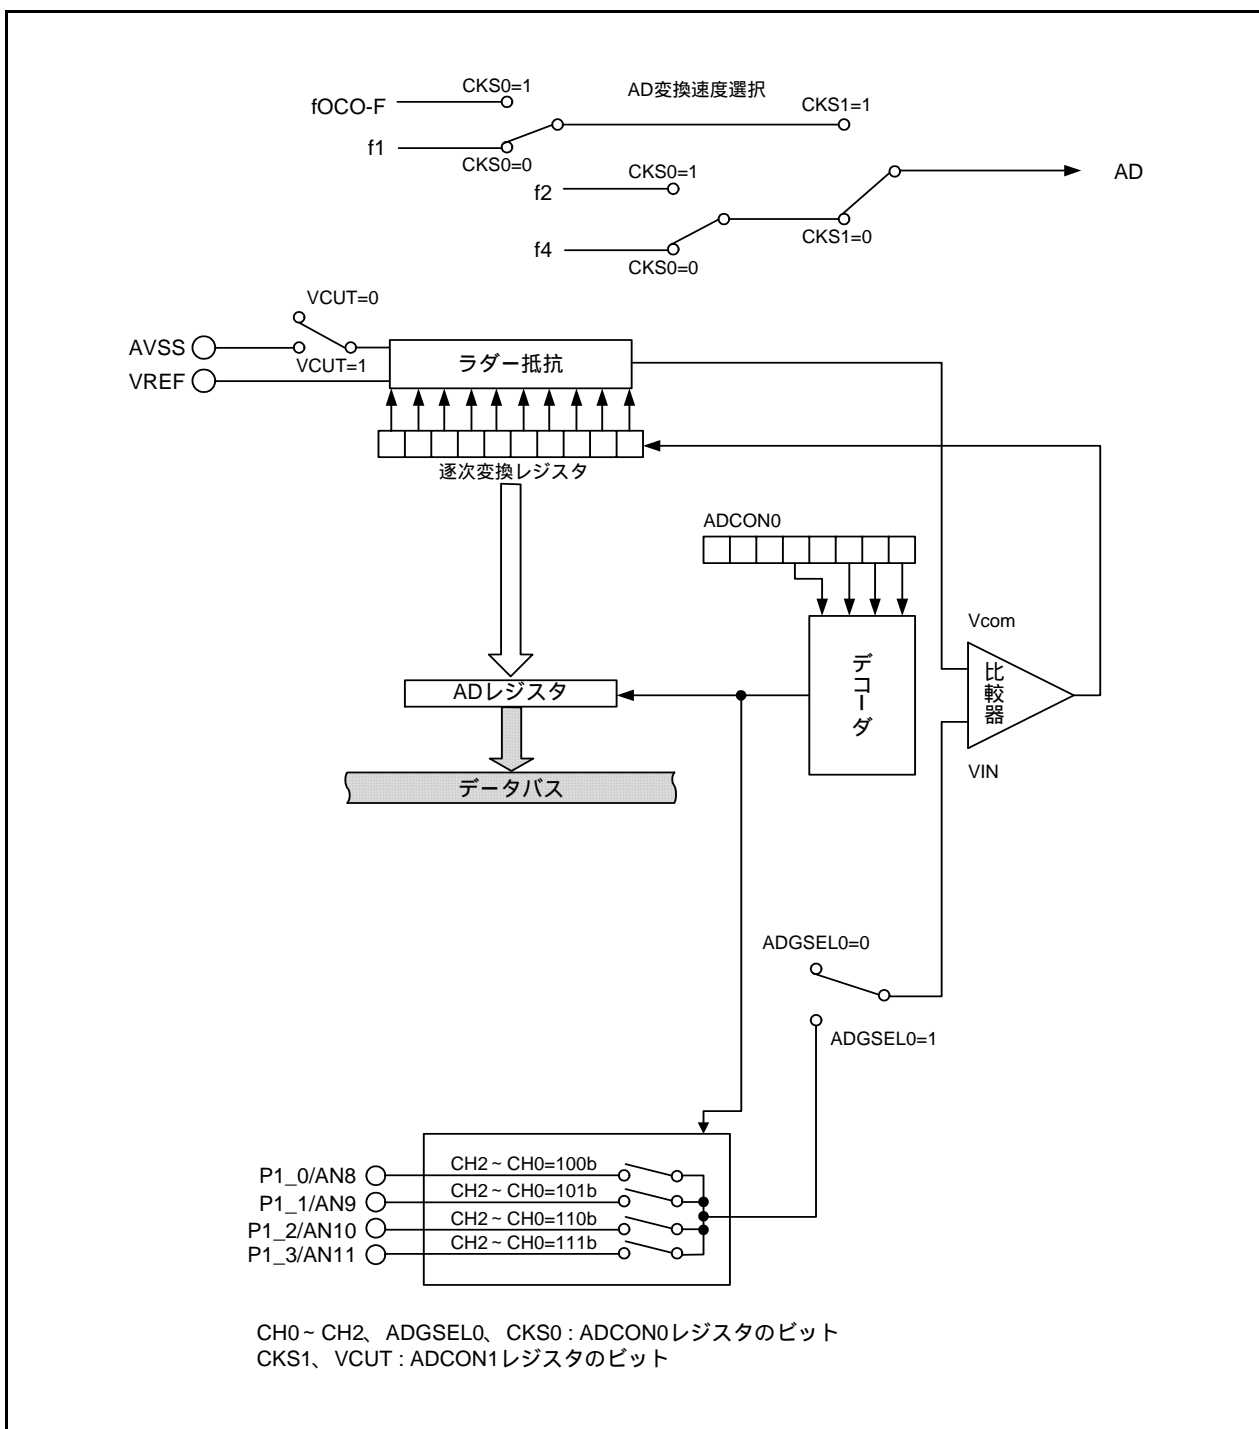 CKS0=1
AD変換速度選択
CKS1=1
fOCO-F
f1
CKS0=0
CKS0=1
f2
AD
CKS1=0
f4
CKS0=0
VCUT=0
AVSS
VCUT=1
VREF
ラダー抵抗
逐次変換レジスタ
ADCON0
Vcom
デコーダ
比較器
ADレジスタ
VIN
データバス
ADGSEL0=0
ADGSEL0=1
P1_0/AN8
CH2~CH0=100b
P1_1/AN9
CH2~CH0=101b
P1_2/AN10
CH2~CH0=110b
P1_3/AN11
CH2~CH0=111b
CH0~CH2、ADGSEL0、CKS0 : ADCON0レジスタのビット
CKS1、VCUT : ADCON1レジスタのビット